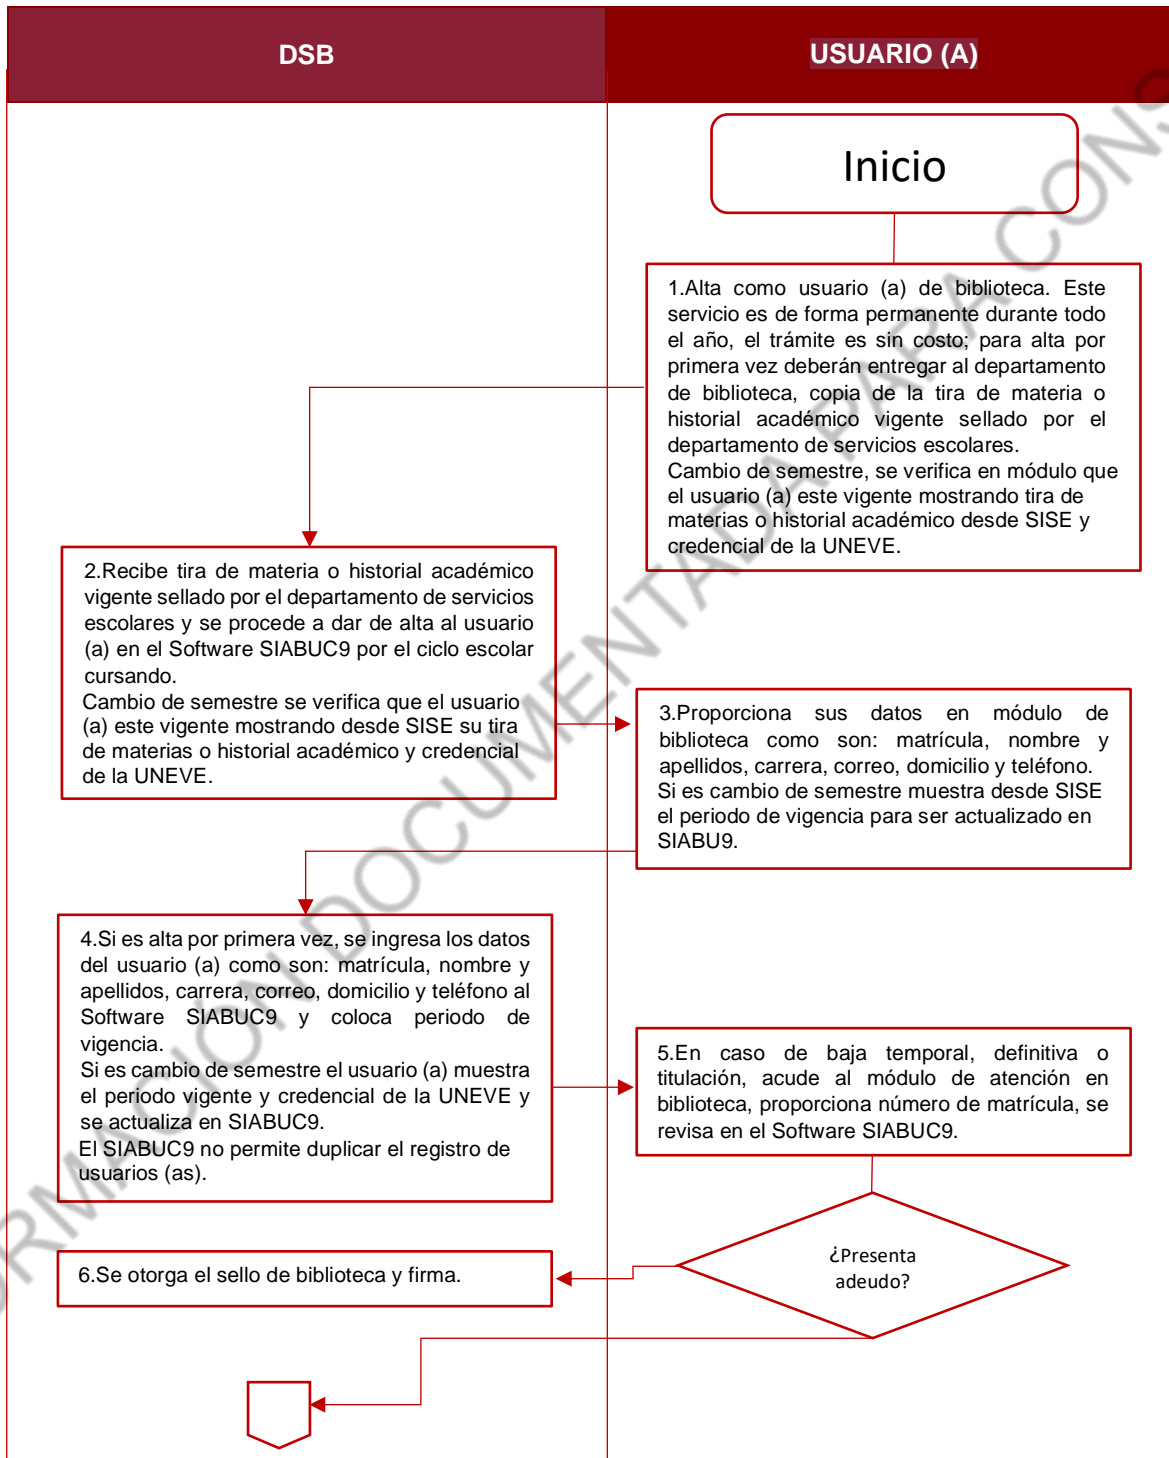 DSB
USUARIO (A)
Inicio
1.Alta como usuario (a) de biblioteca. Este
servicio es de forma permanente durante todo
el año, el trámite es sin costo; para alta por
primera vez deberán entregar al departamento
de biblioteca, copia de la tira de materia o
historial académico vigente sellado por el
departamento de servicios escolares.
Cambio de semestre, se verifica en módulo que
el usuario (a) este vigente mostrando tira de
materias o historial académico desde SISE y
credencial de la UNEVE.
2.Recibe tira de materia o historial académico
vigente sellado por el departamento de servicios
escolares y se procede a dar de alta al usuario
(a) en el Software SIABUC9 por el ciclo escolar
cursando.
Cambio de semestre se verifica que el usuario
(a) este vigente mostrando desde SISE su tira
de materias o historial académico y credencial
de la UNEVE.
3.Proporciona sus datos en módulo de
biblioteca como son: matrícula, nombre y
apellidos, carrera, correo, domicilio y teléfono.
Si es cambio de semestre muestra desde SISE
el periodo de vigencia para ser actualizado en
SIABU9.
4.Si es alta por primera vez, se ingresa los datos
del usuario (a) como son: matrícula, nombre y
apellidos, carrera, correo, domicilio y teléfono al
Software SIABUC9 y coloca periodo de
vigencia.
Si es cambio de semestre el usuario (a) muestra
el periodo vigente y credencial de la UNEVE y
se actualiza en SIABUC9.
El SIABUC9 no permite duplicar el registro de
usuarios (as).
5.En caso de baja temporal, definitiva o
titulación, acude al módulo de atención en
biblioteca, proporciona número de matrícula, se
revisa en el Software SIABUC9.
¿Presenta
adeudo?
6.Se otorga el sello de biblioteca y firma.
ORMACIÓN DOCUMENTADA PARA CONS